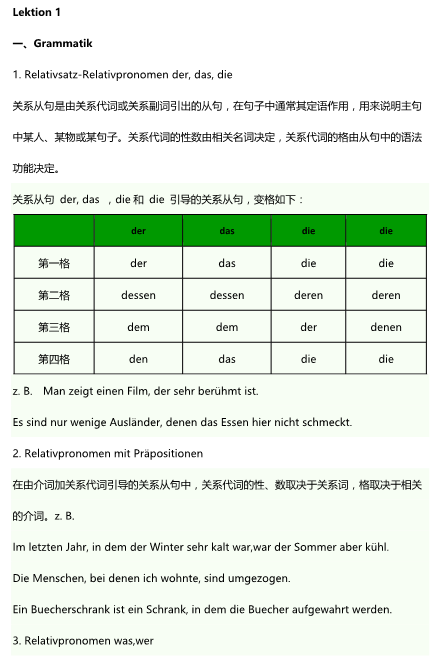 Lektion 1
一、Grammatik
1. Relativsatz-Relativpronomen der, das, die
关系从句是由关系代词或关系副词引出的从句，在句子中通常其定语作用，用来说明主句
中某人、某物或某句子。关系代词的性数由相关名词决定，关系代词的格由从句中的语法
功能决定。
关系从句 der, das ，die 和 die 引导的关系从句，变格如下：
der das die die
第一格 der das die die
第二格 dessen dessen deren deren
第三格 dem dem der denen
第四格 den das die die
z. B. Man zeigt einen Film, der sehr berühmt ist.
Es sind nur wenige Ausländer, denen das Essen hier nicht schmeckt.
2. Relativpronomen mit Präpositionen
在由介词加关系代词引导的关系从句中，关系代词的性、数取决于关系词，格取决于相关
的介词。z. B.
Im letzten Jahr, in dem der Winter sehr kalt war,war der Sommer aber kühl.
Die Menschen, bei denen ich wohnte, sind umgezogen.
Ein Buecherschrank ist ein Schrank, in dem die Buecher aufgewahrt werden.
3. Relativpronomen was,wer